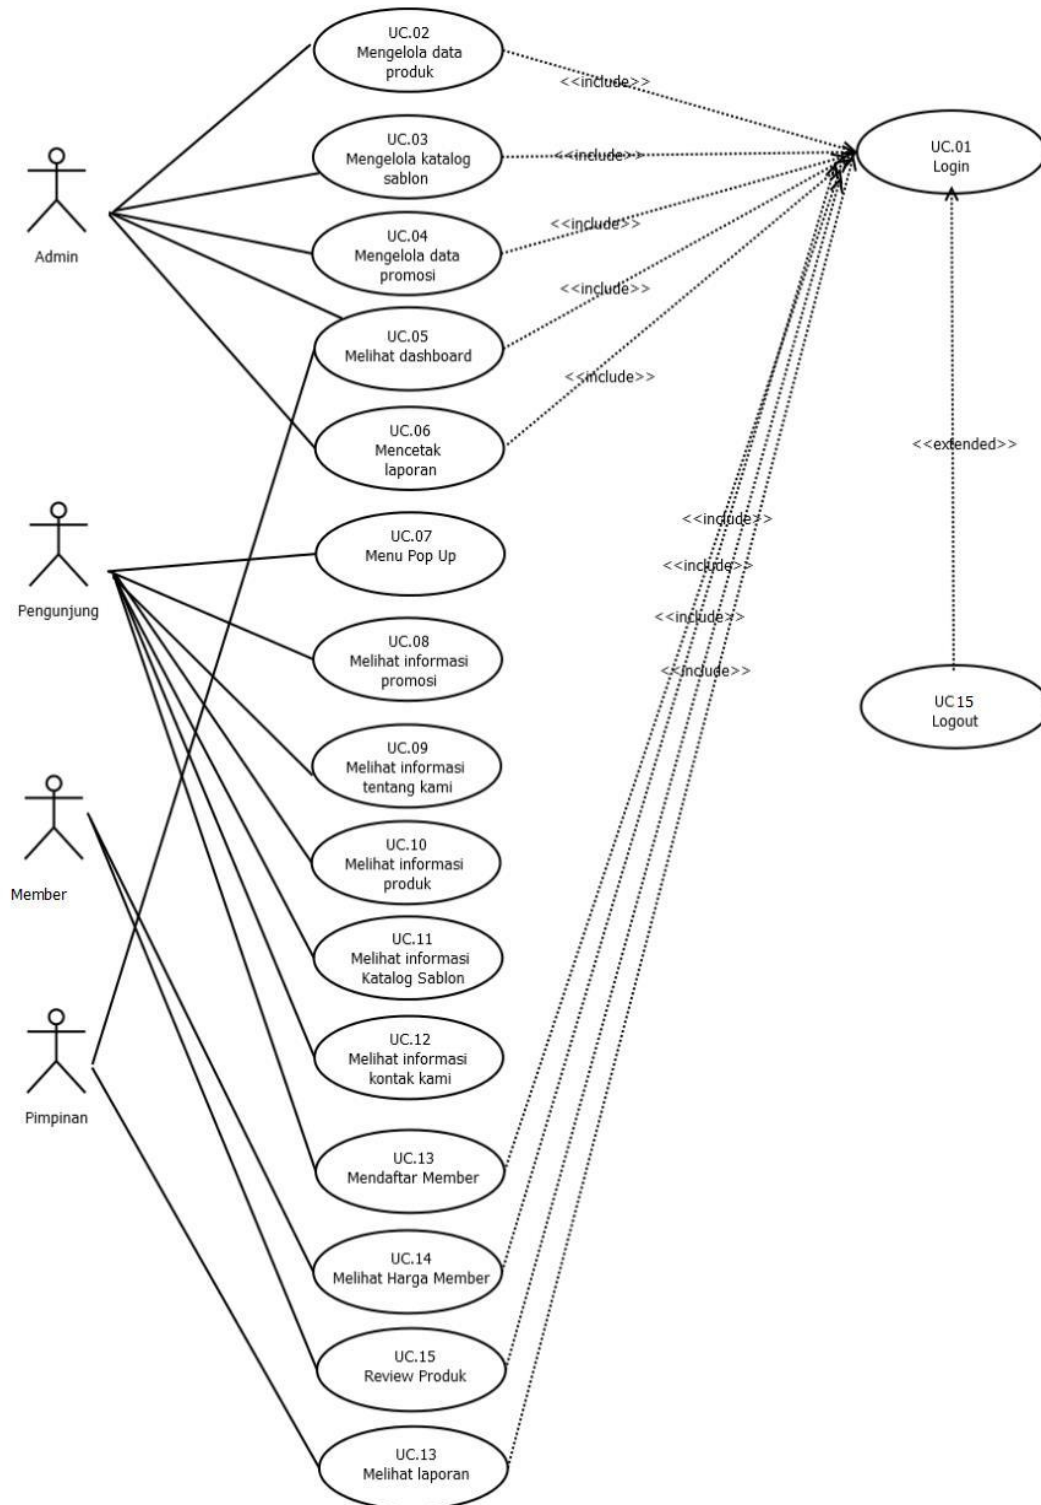 UC.02
Mengelola data
produk
<<include>>
UC.03
Mengelola katalog
sablon
<<include>>
UC.01
Login
Admin
UC.04
Mengelola data
promosi
<<include>>
UC.05
Melihat dashboard
<<include>>
UC.06
Mencetak
laporan
<<include>>
<<extended>>
Pengunjung
UC.07
Menu Pop Up
<<include>>
<<include>>
<<include>>
<<include>>
UC.08
Melihat informasi
promosi
UC 15
Logout
UC.09
Melihat informasi
tentang kami
Member
UC.10
Melihat informasi
produk
UC.11
Melihat informasi
Katalog Sablon
Pimpinan
UC.12
Melihat informasi
kontak kami
UC.13
Mendaftar Member
UC.14
Melihat Harga Member
UC.15
Review Produk
UC.13
Melihat laporan